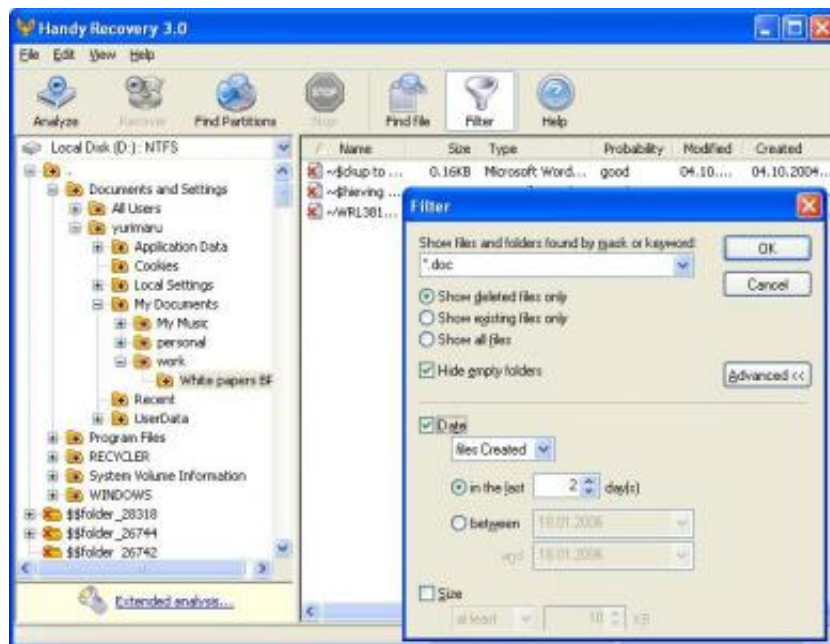 Handy Recovery 3.0
File Edit View Help
Analyze Recover Find Partitions Stop Find file Filter Help
Local Disk (D:): NTFS
.
Documents and Settings
All Users
yurimaru
Application Data
Cookies
Local Settings
My Documents
My Music
personal
work
White papers BF
Recent
UserData
Program Files
RECYCLER
System Volume Information
WINDOWS
$$folder_28318
$$folder_26744
$$folder_26742
Extended analysis...
/ Name Size Type Probability Modified Created
~$ckup to ... 0.16KB Microsoft Word... good 04.10.... 04.10.2004...
~$hieving ...
~WRL381...
Filter
Show files and folders found by mask or keyword:
*.doc
OK
Cancel
Show deleted files only
Show existing files only
Show all files
Hide empty folders
Advanced <<
Date
files Created
in the last 2 day(s)
between 18.01.2006
and 18.01.2006
Size
at least 10 KB